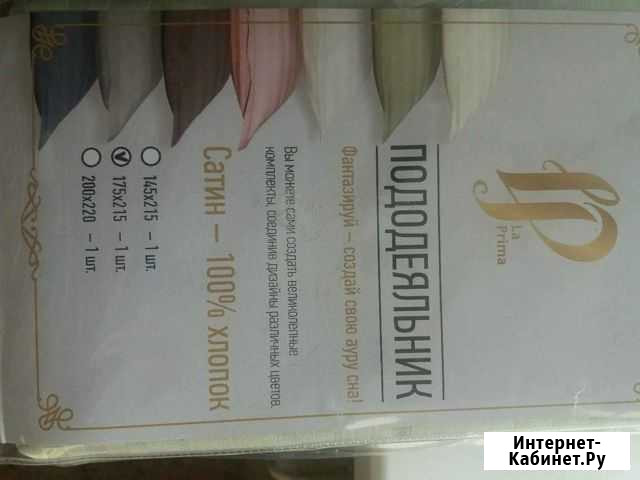 La
Prima
ПОДОДЕЯЛЬНИК
Фантазируй – создай свою ауру сна!
Вы можете сами создать великолепные
комплекты, соединив дизайны различных цветов.
Сатин – 100% хлопок
145х215 – 1 шт.
175х215 – 1 шт.
200х220 – 1 шт.
Интернет-
Кабинет.Ру